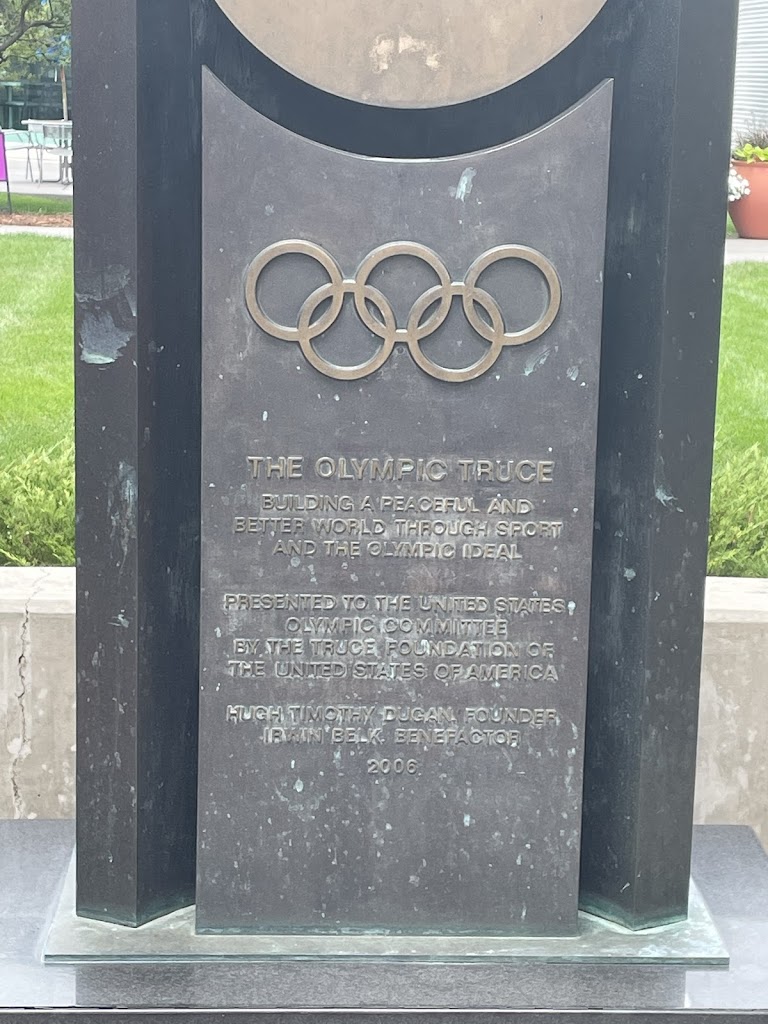 THE OLYMPIC TRUCE
BUILDING A PEACEFUL AND
BETTER WORLD THROUGH SPORT
AND THE OLYMPIC IDEAL
PRESENTED TO THE UNITED STATES
OLYMPIC COMMITTEE
BY THE TRUCE FOUNDATION OF
THE UNITED STATES OF AMERICA
HUGH TIMOTHY DUGAN, FOUNDER
IRWIN BELK, BENEFACTOR
2006